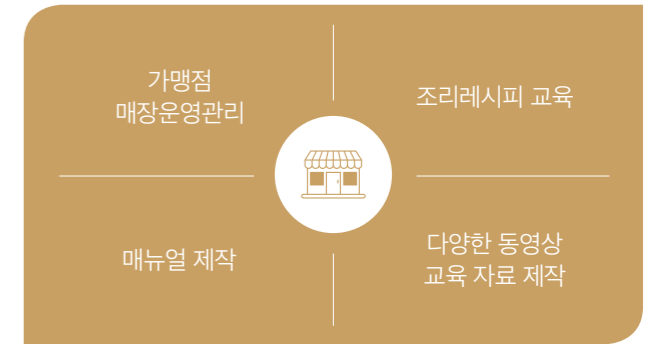 가맹점
매장운영관리
조리레시피 교육
매뉴얼 제작
다양한 동영상
교육 자료 제작